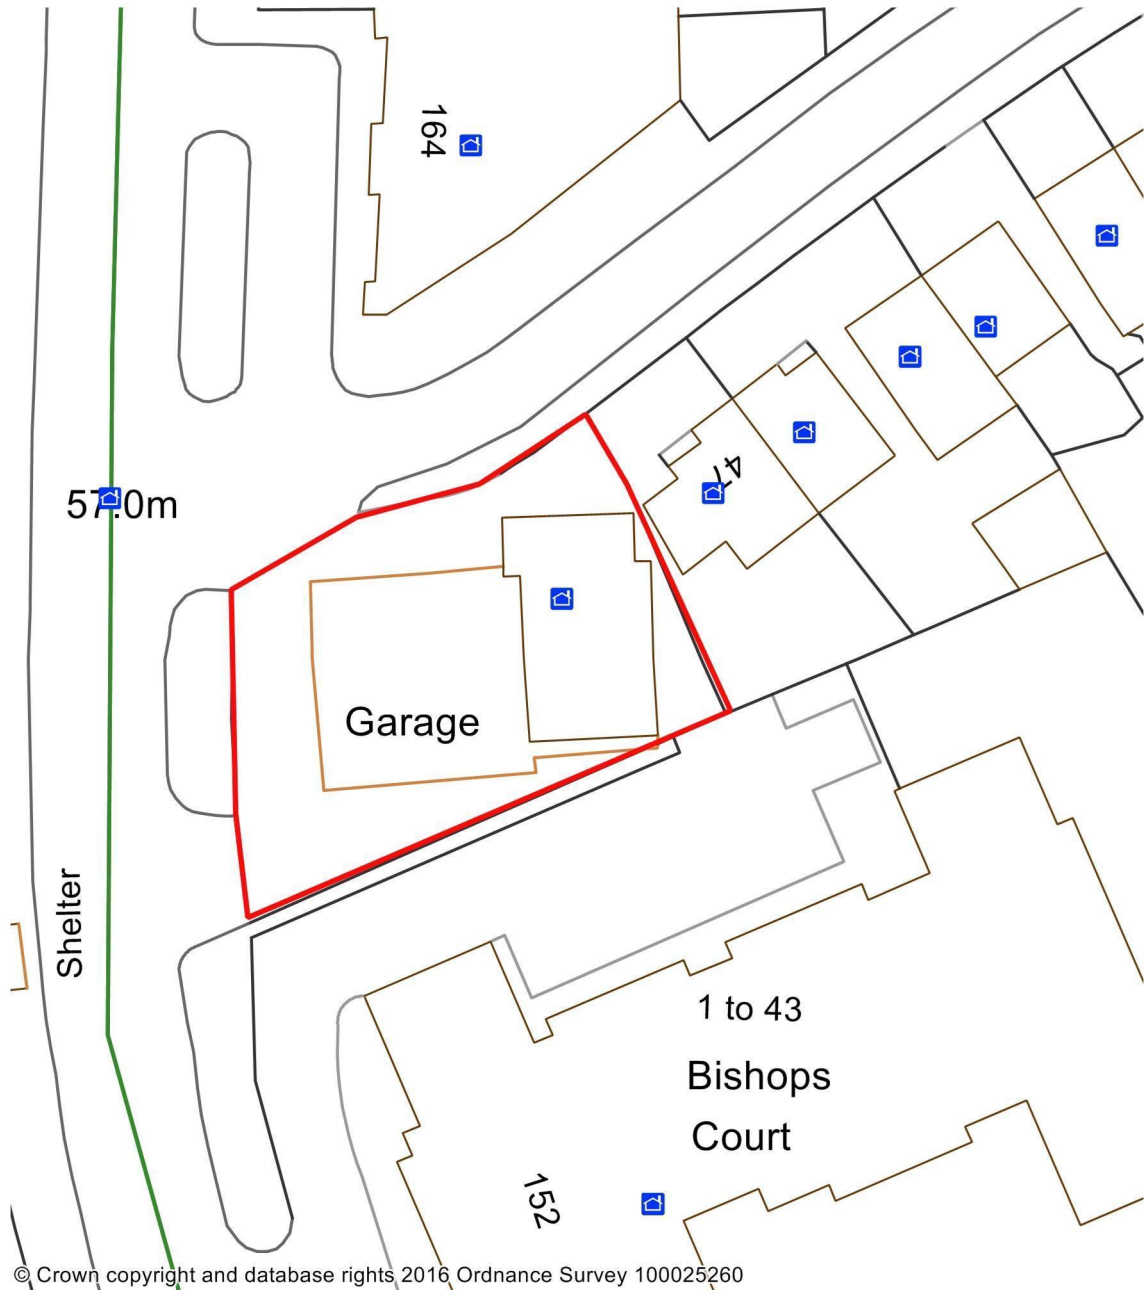 164
47
57.0m
Garage
Shelter
1 to 43
Bishops
Court
152
© Crown copyright and database rights 2016 Ordnance Survey 100025260